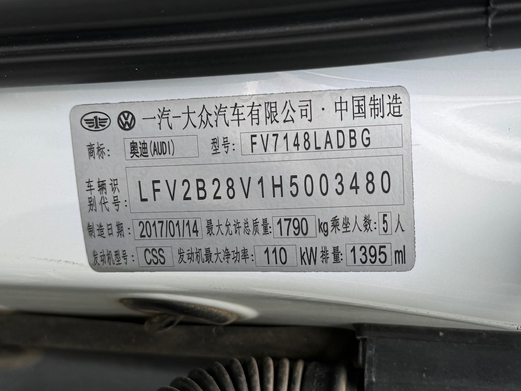 一汽-大众汽车有限公司·中国制造
商标: 奥迪(AUDI) 型号: FV7148LADBG
车辆识别代号: LFV2B28V1H5003480
制造日期: 2017/01/14 最大允许总质量: 1790 kg 乘坐人数: 5 人
发动机型号: CSS 发动机最大净功率: 110 kW 排量: 1395 ml